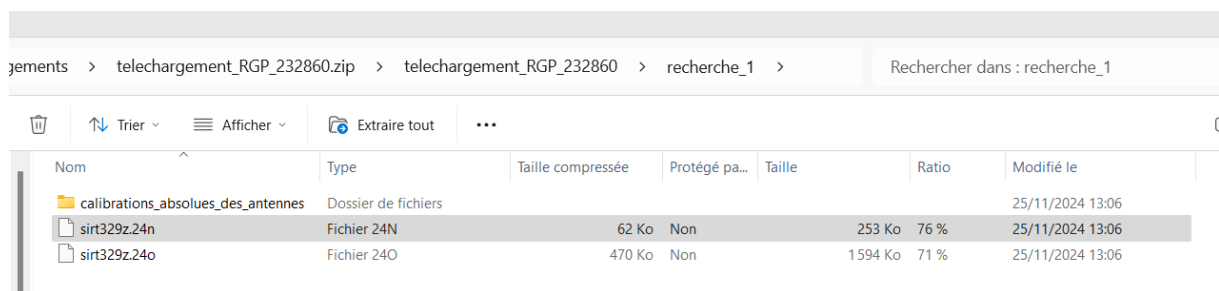 gements > telechargement_RGP_232860.zip > telechargement_RGP_232860 > recherche_1 > Rechercher dans : recherche_1
Trier Afficher Extraire tout ...
Nom Type Taille compressée Protégé pa... Taille Ratio Modifié le
calibrations_absolues_des_antennes Dossier de fichiers 25/11/2024 13:06
sirt329z.24n Fichier 24N 62 Ko Non 253 Ko 76 % 25/11/2024 13:06
sirt329z.24o Fichier 24O 470 Ko Non 1 594 Ko 71 % 25/11/2024 13:06